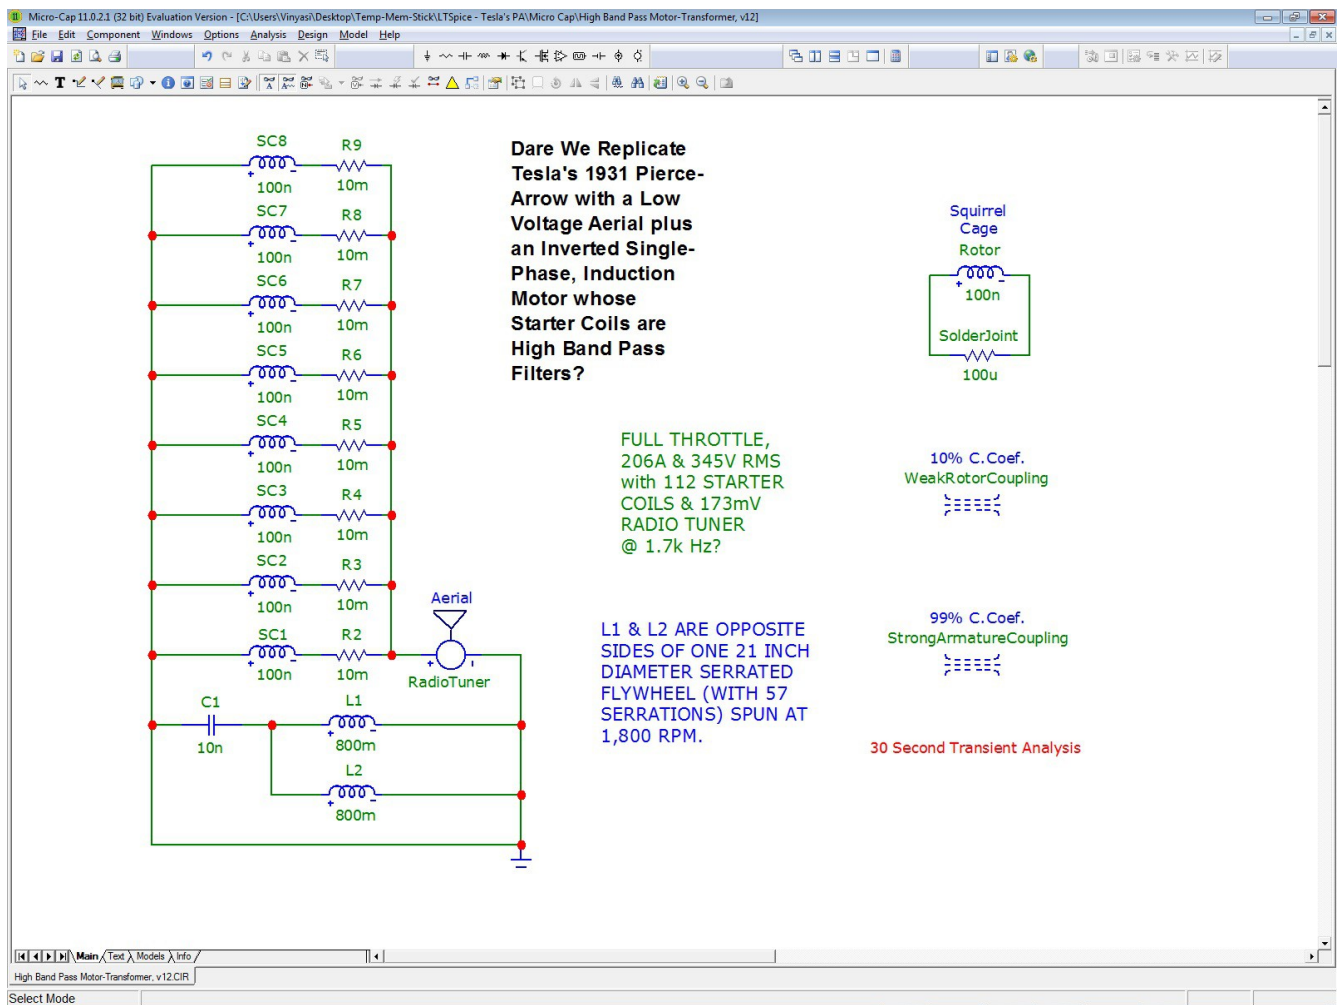 Micro-Cap 11.0.2.1 (32 bit) Evaluation Version - [C:\Users\Vinyasi\Desktop\Temp-Mem-Stick\LTSpice - Tesla's PA\Micro Cap\High Band Pass Motor-Transformer, v12]
File Edit Component Windows Options Analysis Design Model Help
SC8
R9
100n
10m
SC7
R8
100n
10m
SC6
R7
100n
10m
SC5
R6
100n
10m
SC4
R5
100n
10m
SC3
R4
100n
10m
SC2
R3
100n
10m
SC1
R2
100n
10m
Aerial
RadioTuner
C1
10n
L1
800m
L2
800m
Dare We Replicate
Tesla's 1931 Pierce-
Arrow with a Low
Voltage Aerial plus
an Inverted Single-
Phase, Induction
Motor whose
Starter Coils are
High Band Pass
Filters?
FULL THROTTLE,
206A & 345V RMS
with 112 STARTER
COILS & 173mV
RADIO TUNER
@ 1.7k Hz?
L1 & L2 ARE OPPOSITE
SIDES OF ONE 21 INCH
DIAMETER SERRATED
FLYWHEEL (WITH 57
SERRATIONS) SPUN AT
1,800 RPM.
Squirrel
Cage
Rotor
100n
SolderJoint
100u
10% C.Coef.
WeakRotorCoupling
99% C.Coef.
StrongArmatureCoupling
30 Second Transient Analysis
Main Text Models Info
High Band Pass Motor-Transformer, v12.CIR
Select Mode